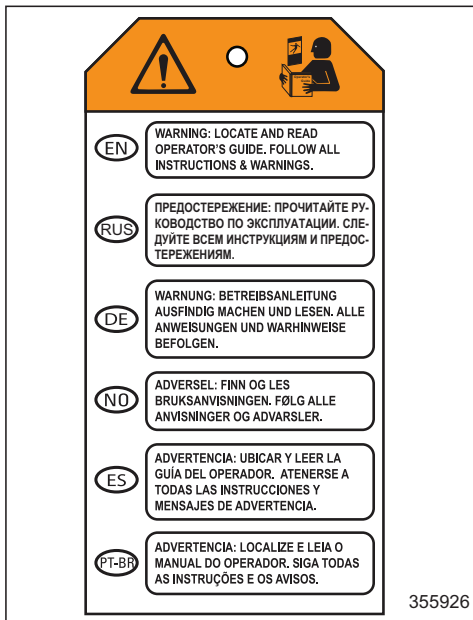 Operator's
Guide
EN
WARNING: LOCATE AND READ
OPERATOR'S GUIDE. FOLLOW ALL
INSTRUCTIONS & WARNINGS.
RUS
ПРЕДОСТЕРЕЖЕНИЕ: ПРОЧИТАЙТЕ РУ-
КОВОДСТВО ПО ЭКСПЛУАТАЦИИ. СЛЕ-
ДУЙТЕ ВСЕМ ИНСТРУКЦИЯМ И ПРЕДОС-
ТЕРЕЖЕНИЯМ.
DE
WARNUNG: BETREIBSANLEITUNG
AUSFINDIG MACHEN UND LESEN. ALLE
ANWEISUNGEN UND WARHINWEISE
BEFOLGEN.
NO
ADVERSEL: FINN OG LES
BRUKSANVISNINGEN. FØLG ALLE
ANVISNINGER OG ADVARSLER.
ES
ADVERTENCIA: UBICAR Y LEER LA
GUÍA DEL OPERADOR. ATENERSE A
TODAS LAS INSTRUCCIONES Y
MENSAJES DE ADVERTENCIA.
PT-BR
ADVERTENCIA: LOCALIZE E LEIA O
MANUAL DO OPERADOR. SIGA TODAS
AS INSTRUÇÕES E OS AVISOS.
355926